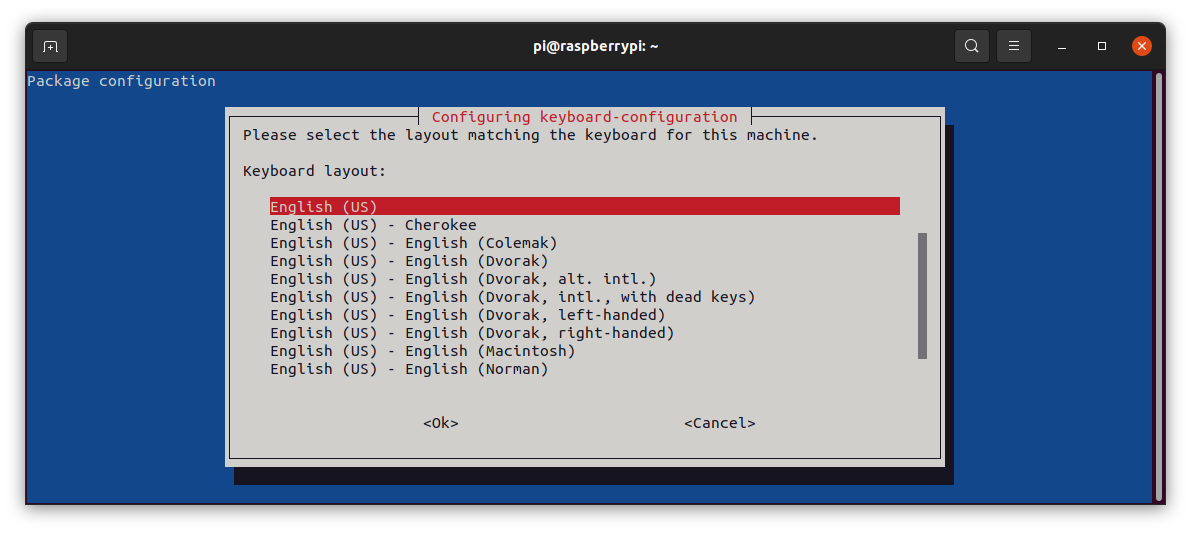 pi@raspberrypi: ~
Package configuration
Configuring keyboard-configuration
Please select the layout matching the keyboard for this machine.
Keyboard layout:
English (US)
English (US) - Cherokee
English (US) - English (Colemak)
English (US) - English (Dvorak)
English (US) - English (Dvorak, alt. intl.)
English (US) - English (Dvorak, intl., with dead keys)
English (US) - English (Dvorak, left-handed)
English (US) - English (Dvorak, right-handed)
English (US) - English (Macintosh)
English (US) - English (Norman)
<Ok> <Cancel>